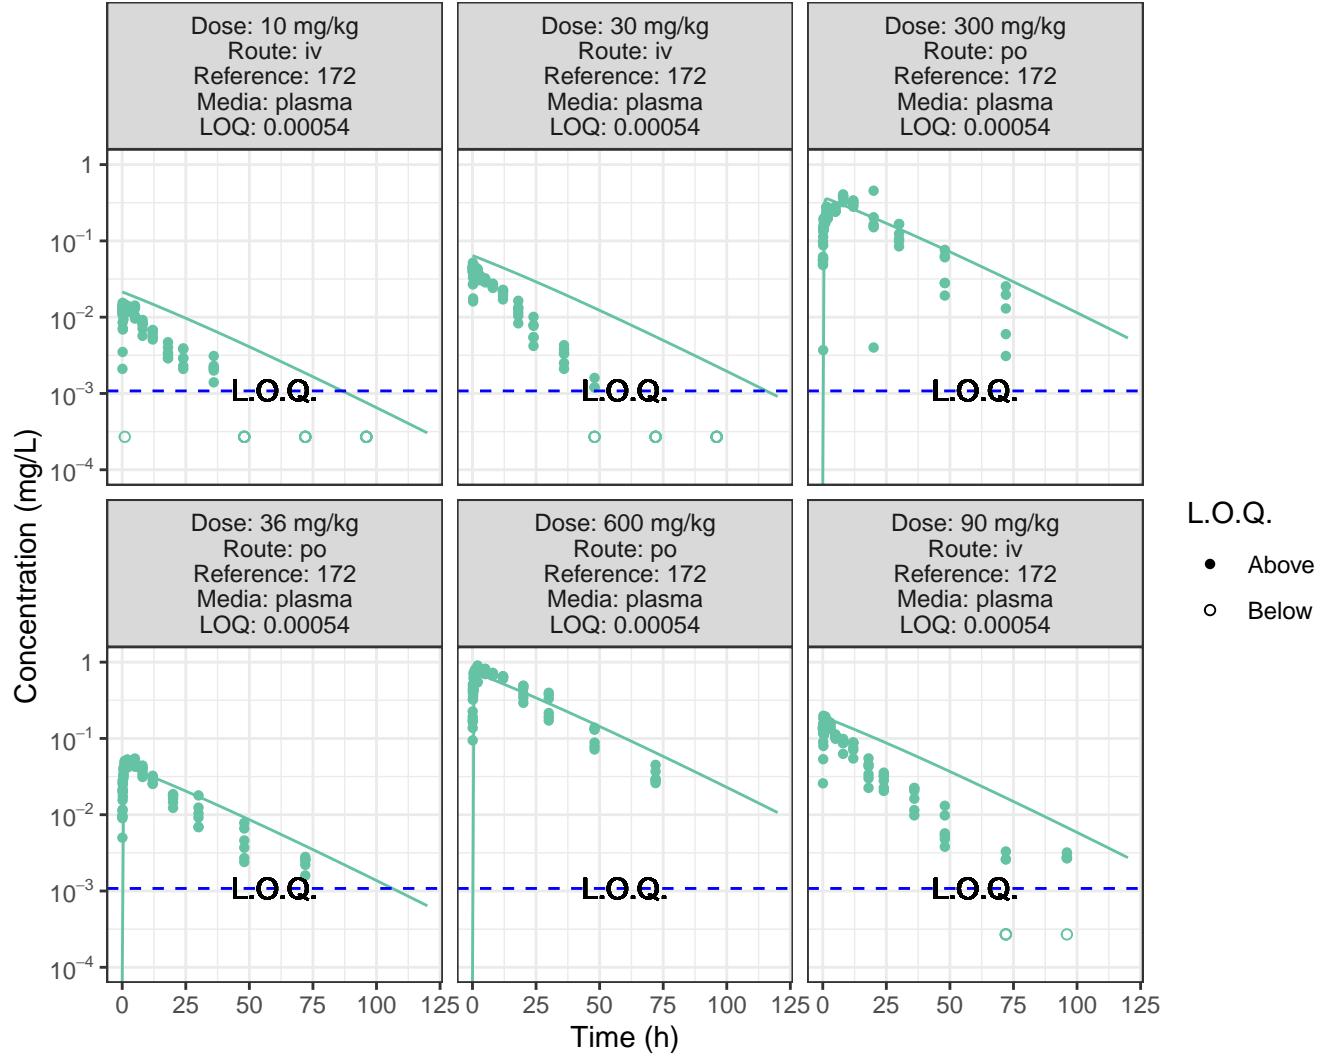 Dose: 10 mg/kg
Route: iv
Reference: 172
Media: plasma
LOQ: 0.00054
Dose: 30 mg/kg
Route: iv
Reference: 172
Media: plasma
LOQ: 0.00054
Dose: 300 mg/kg
Route: po
Reference: 172
Media: plasma
LOQ: 0.00054
1
10⁻¹
10⁻²
10⁻³
10⁻⁴
L.O.Q.
L.O.Q.
L.O.Q.
Concentration (mg/L)
Dose: 36 mg/kg
Route: po
Reference: 172
Media: plasma
LOQ: 0.00054
Dose: 600 mg/kg
Route: po
Reference: 172
Media: plasma
LOQ: 0.00054
Dose: 90 mg/kg
Route: iv
Reference: 172
Media: plasma
LOQ: 0.00054
1
10⁻¹
10⁻²
10⁻³
10⁻⁴
L.O.Q.
L.O.Q.
L.O.Q.
0 25 50 75 100 125
0 25 50 75 100 125
0 25 50 75 100 125
Time (h)
L.O.Q.
Above
Below